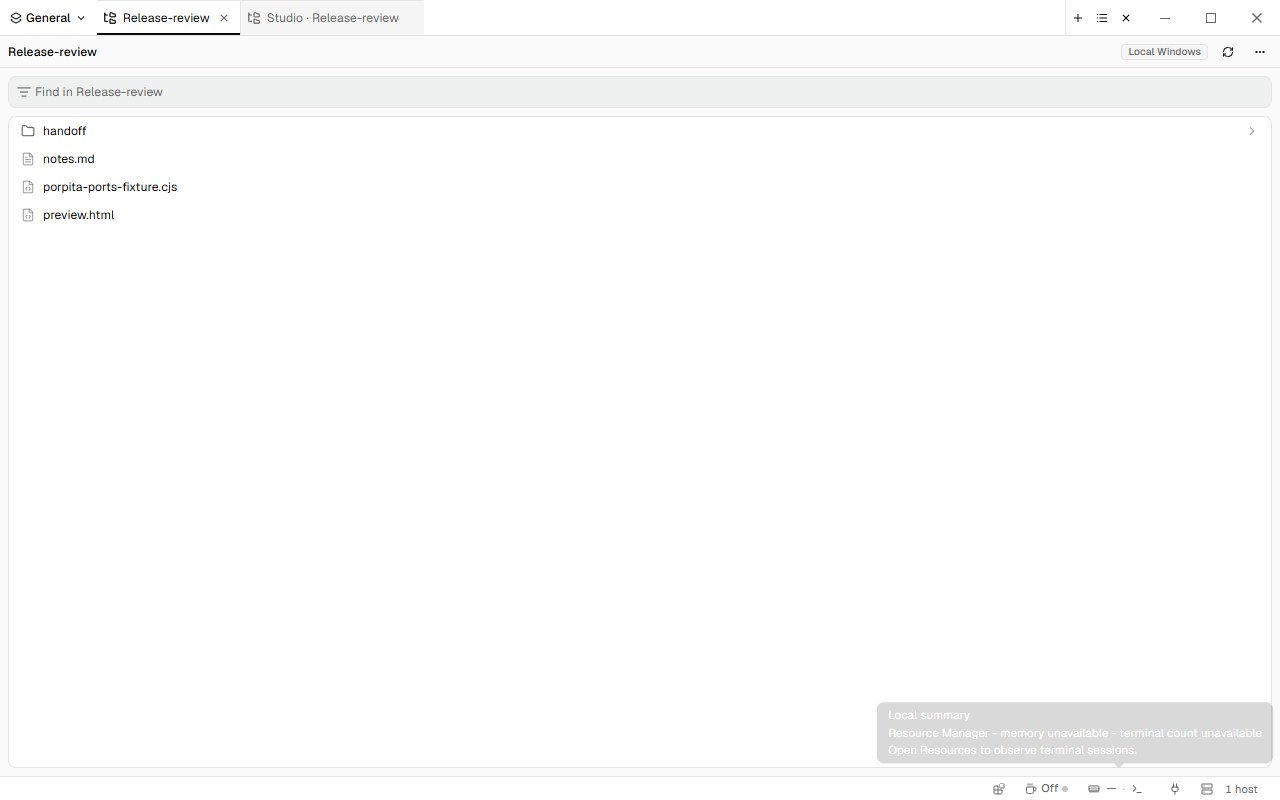 General
Release-review
Studio · Release-review
Release-review
Local Windows
Find in Release-review
handoff
notes.md
porpita-ports-fixture.cjs
preview.html
Local summary
Resource Manager - memory unavailable - terminal count unavailable
Open Resources to observe terminal sessions.
Off
— ·
1 host